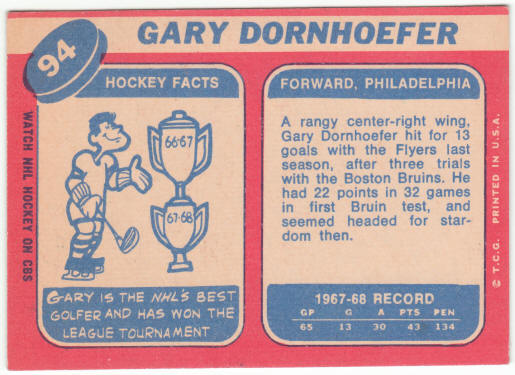 94
GARY DORNHOEFER
HOCKEY FACTS
66-67
67-68
GARY IS THE NHL'S BEST
GOLFER AND HAS WON THE
LEAGUE TOURNAMENT
FORWARD, PHILADELPHIA
A rangy center-right wing,
Gary Dornhoefer hit for 13
goals with the Flyers last
season, after three trials
with the Boston Bruins. He
had 22 points in 32 games
in first Bruin test, and
seemed headed for star-
dom then.
1967-68 RECORD
GP G A PTS PEN
65 13 30 43 134
WATCH NHL HOCKEY ON CBS
© T.C.G. PRINTED IN U.S.A.